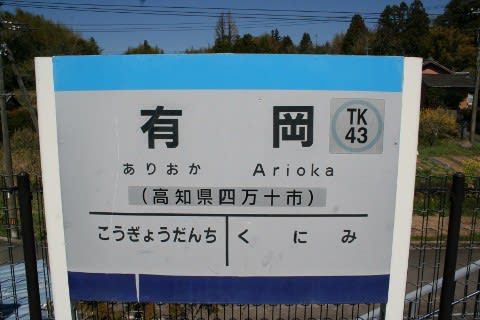 有岡
TK
43
ありおか Arioka
(高知県四万十市)
こうぎょうだんち くにみ